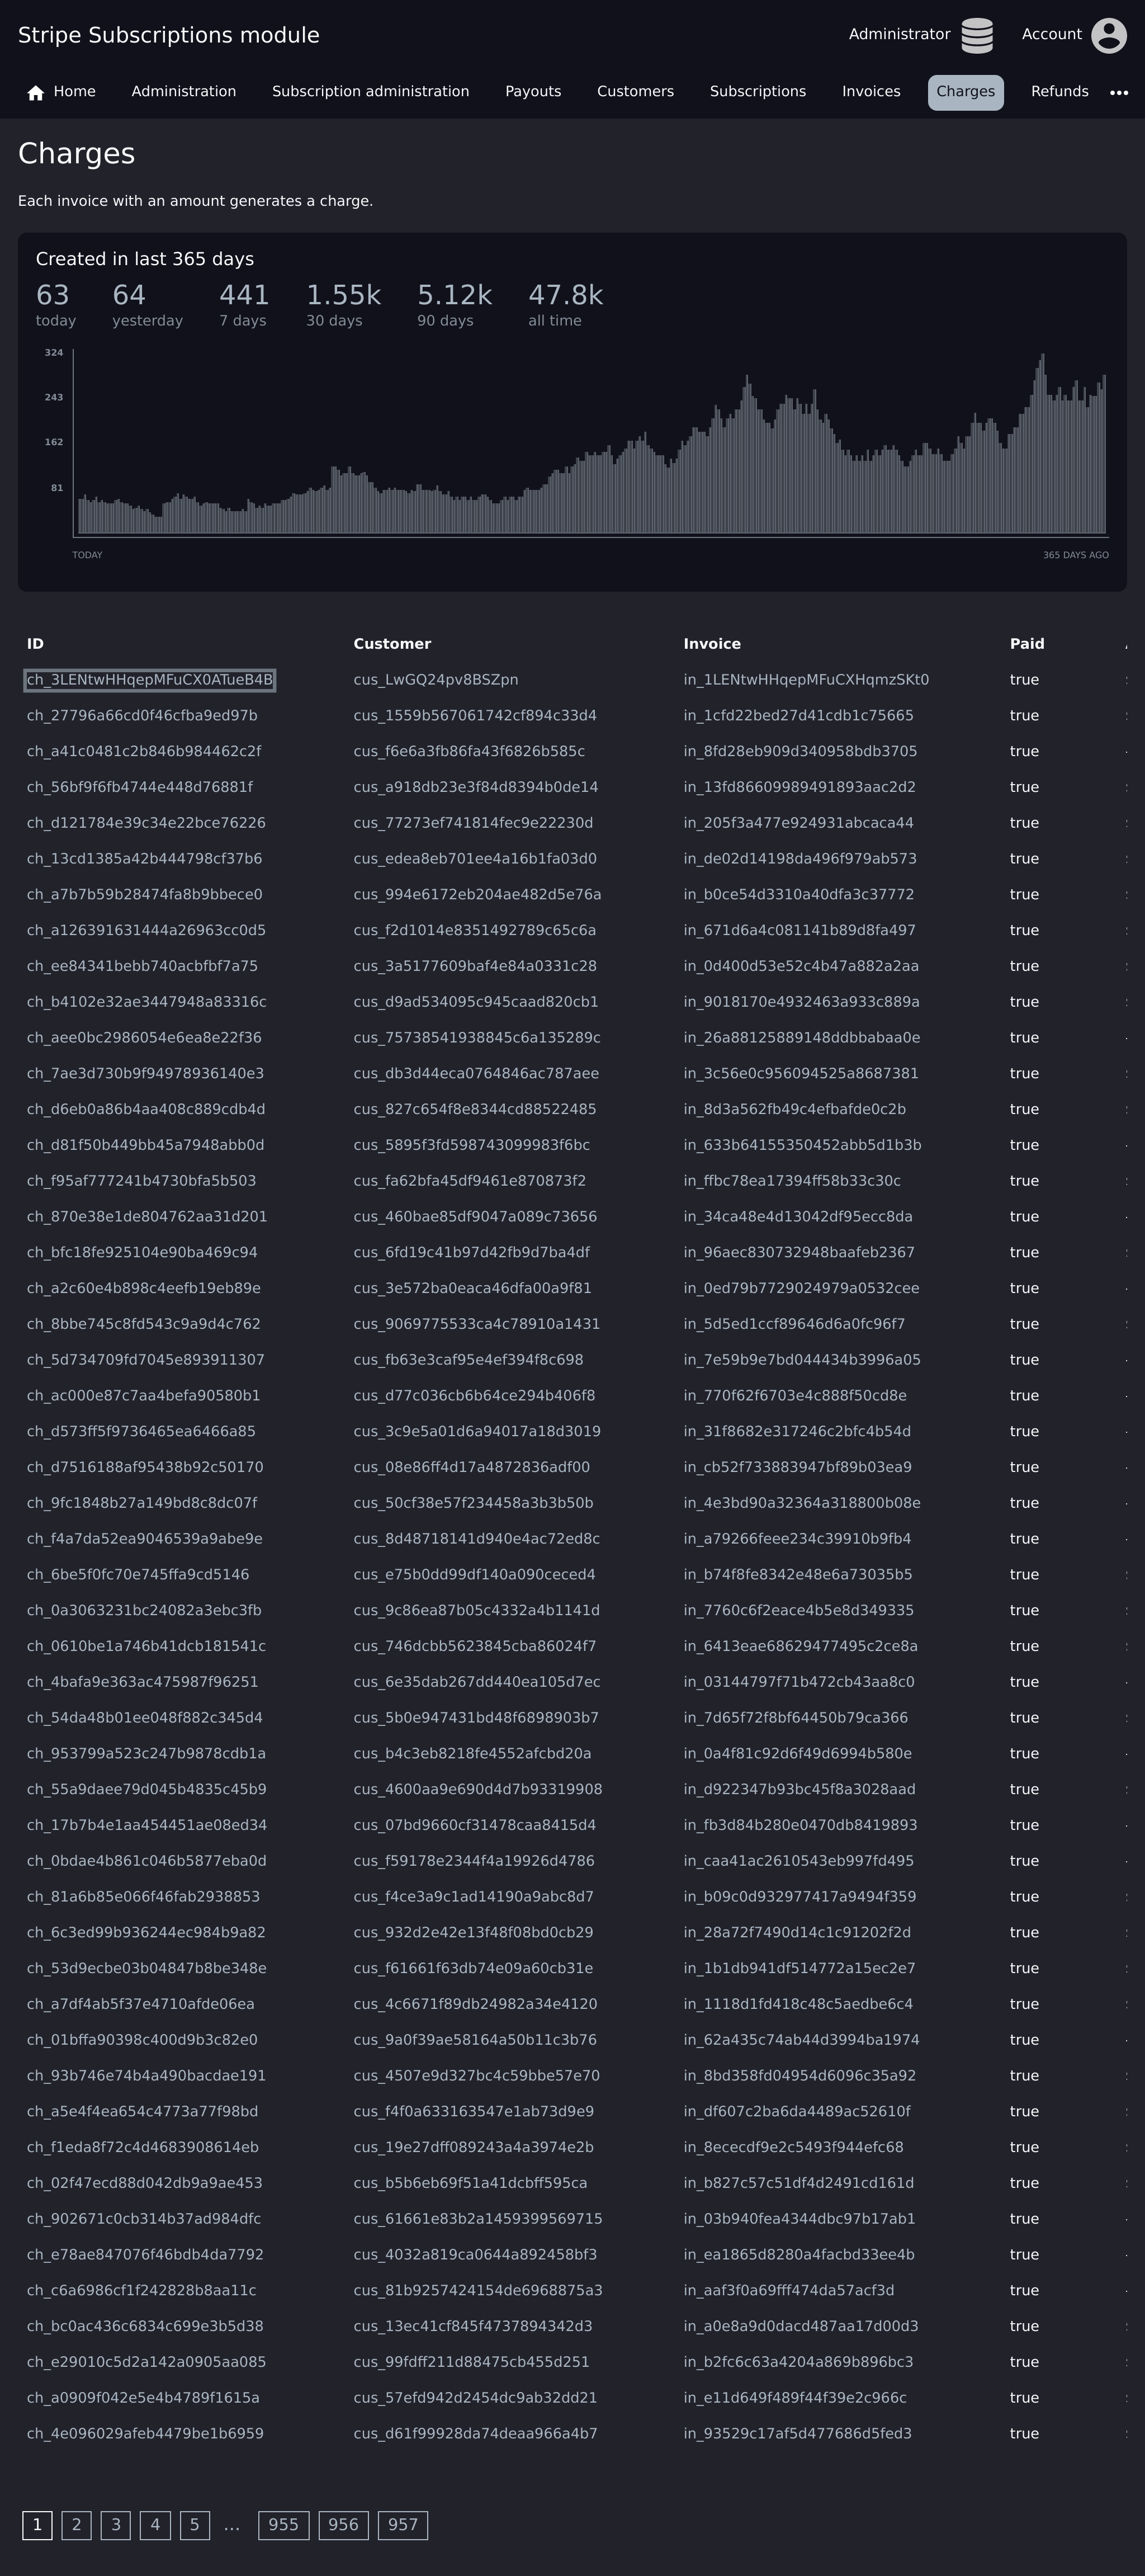 Stripe Subscriptions module
Administrator Account
Home Administration Subscription administration Payouts Customers Subscriptions Invoices Charges Refunds •••
Charges
Each invoice with an amount generates a charge.
Created in last 365 days
63 64 441 1.55k 5.12k 47.8k
today yesterday 7 days 30 days 90 days all time
324
243
162
81
TODAY 365 DAYS AGO
ID Customer Invoice Paid
ch_3LENtwHHqepMFuCX0ATueB4B cus_LwGQ24pv8BSZpn in_1LENtwHHqepMFuCXHqmzSKt0 true
ch_27796a66cd0f46cfba9ed97b cus_1559b567061742cf894c33d4 in_1cfd22bed27d41cdb1c75665 true
ch_a41c0481c2b846b984462c2f cus_f6e6a3fb86fa43f6826b585c in_8fd28eb909d340958bdb3705 true
ch_56bf9f6fb4744e448d76881f cus_a918db23e3f84d8394b0de14 in_13fd86609989491893aac2d2 true
ch_d121784e39c34e22bce76226 cus_77273ef741814fec9e22230d in_205f3a477e924931abcaca44 true
ch_13cd1385a42b444798cf37b6 cus_edea8eb701ee4a16b1fa03d0 in_de02d14198da496f979ab573 true
ch_a7b7b59b28474fa8b9bbece0 cus_994e6172eb204ae482d5e76a in_b0ce54d3310a40dfa3c37772 true
ch_a126391631444a26963cc0d5 cus_f2d1014e8351492789c65c6a in_671d6a4c081141b89d8fa497 true
ch_ee84341bebb740acbfbf7a75 cus_3a5177609baf4e84a0331c28 in_0d400d53e52c4b47a882a2aa true
ch_b4102e32ae3447948a83316c cus_d9ad534095c945caad820cb1 in_9018170e4932463a933c889a true
ch_aee0bc2986054e6ea8e22f36 cus_75738541938845c6a135289c in_26a88125889148ddbbabaa0e true
ch_7ae3d730b9f94978936140e3 cus_db3d44eca0764846ac787aee in_3c56e0c956094525a8687381 true
ch_d6eb0a86b4aa408c889cdb4d cus_827c654f8e8344cd88522485 in_8d3a562fb49c4efbafde0c2b true
ch_d81f50b449bb45a7948abb0d cus_5895f3fd598743099983f6bc in_633b64155350452abb5d1b3b true
ch_f95af777241b4730bfa5b503 cus_fa62bfa45df9461e870873f2 in_ffbc78ea17394ff58b33c30c true
ch_870e38e1de804762aa31d201 cus_460bae85df9047a089c73656 in_34ca48e4d13042df95ecc8da true
ch_bfc18fe925104e90ba469c94 cus_6fd19c41b97d42fb9d7ba4df in_96aec830732948baafeb2367 true
ch_a2c60e4b898c4eefb19eb89e cus_3e572ba0eaca46dfa00a9f81 in_0ed79b7729024979a0532cee true
ch_8bbe745c8fd543c9a9d4c762 cus_9069775533ca4c78910a1431 in_5d5ed1ccf89646d6a0fc96f7 true
ch_5d734709fd7045e893911307 cus_fb63e3caf95e4ef394f8c698 in_7e59b9e7bd044434b3996a05 true
ch_ac000e87c7aa4befa90580b1 cus_d77c036cb6b64ce294b406f8 in_770f62f6703e4c888f50cd8e true
ch_d573ff5f9736465ea6466a85 cus_3c9e5a01d6a94017a18d3019 in_31f8682e317246c2bfc4b54d true
ch_d7516188af95438b92c50170 cus_08e86ff4d17a4872836adf00 in_cb52f733883947bf89b03ea9 true
ch_9fc1848b27a149bd8c8dc07f cus_50cf38e57f234458a3b3b50b in_4e3bd90a32364a318800b08e true
ch_f4a7da52ea9046539a9abe9e cus_8d48718141d940e4ac72ed8c in_a79266feee234c39910b9fb4 true
ch_6be5f0fc70e745ffa9cd5146 cus_e75b0dd99df140a090ceced4 in_b74f8fe8342e48e6a73035b5 true
ch_0a3063231bc24082a3ebc3fb cus_9c86ea87b05c4332a4b1141d in_7760c6f2eace4b5e8d349335 true
ch_0610be1a746b41dcb181541c cus_746dcbb5623845cba86024f7 in_6413eae68629477495c2ce8a true
ch_4bafa9e363ac475987f96251 cus_6e35dab267dd440ea105d7ec in_03144797f71b472cb43aa8c0 true
ch_54da48b01ee048f882c345d4 cus_5b0e947431bd48f6898903b7 in_7d65f72f8bf64450b79ca366 true
ch_953799a523c247b9878cdb1a cus_b4c3eb8218fe4552afcbd20a in_0a4f81c92d6f49d6994b580e true
ch_55a9daee79d045b4835c45b9 cus_4600aa9e690d4d7b93319908 in_d922347b93bc45f8a3028aad true
ch_17b7b4e1aa454451ae08ed34 cus_07bd9660cf31478caa8415d4 in_fb3d84b280e0470db8419893 true
ch_0bdae4b861c046b5877eba0d cus_f59178e2344f4a19926d4786 in_caa41ac2610543eb997fd495 true
ch_81a6b85e066f46fab2938853 cus_f4ce3a9c1ad14190a9abc8d7 in_b09c0d932977417a9494f359 true
ch_6c3ed99b936244ec984b9a82 cus_932d2e42e13f48f08bd0cb29 in_28a72f7490d14c1c91202f2d true
ch_53d9ecbe03b04847b8be348e cus_f61661f63db74e09a60cb31e in_1b1db941df514772a15ec2e7 true
ch_a7df4ab5f37e4710afde06ea cus_4c6671f89db24982a34e4120 in_1118d1fd418c48c5aedbe6c4 true
ch_01bffa90398c400d9b3c82e0 cus_9a0f39ae58164a50b11c3b76 in_62a435c74ab44d3994ba1974 true
ch_93b746e74b4a490bacdae191 cus_4507e9d327bc4c59bbe57e70 in_8bd358fd04954d6096c35a92 true
ch_a5e4f4ea654c4773a77f98bd cus_f4f0a633163547e1ab73d9e9 in_df607c2ba6da4489ac52610f true
ch_f1eda8f72c4d4683908614eb cus_19e27dff089243a4a3974e2b in_8ececdf9e2c5493f944efc68 true
ch_02f47ecd88d042db9a9ae453 cus_b5b6eb69f51a41dcbff595ca in_b827c57c51df4d2491cd161d true
ch_902671c0cb314b37ad984dfc cus_61661e83b2a1459399569715 in_03b940fea4344dbc97b17ab1 true
ch_e78ae847076f46bdb4da7792 cus_4032a819ca0644a892458bf3 in_ea1865d8280a4facbd33ee4b true
ch_c6a6986cf1f242828b8aa11c cus_81b9257424154de6968875a3 in_aaf3f0a69fff474da57acf3d true
ch_bc0ac436c6834c699e3b5d38 cus_13ec41cf845f4737894342d3 in_a0e8a9d0dacd487aa17d00d3 true
ch_e29010c5d2a142a0905aa085 cus_99fdff211d88475cb455d251 in_b2fc6c63a4204a869b896bc3 true
ch_a0909f042e5e4b4789f1615a cus_57efd942d2454dc9ab32dd21 in_e11d649f489f44f39e2c966c true
ch_4e096029afeb4479be1b6959 cus_d61f99928da74deaa966a4b7 in_93529c17af5d477686d5fed3 true
1 2 3 4 5 ... 955 956 957